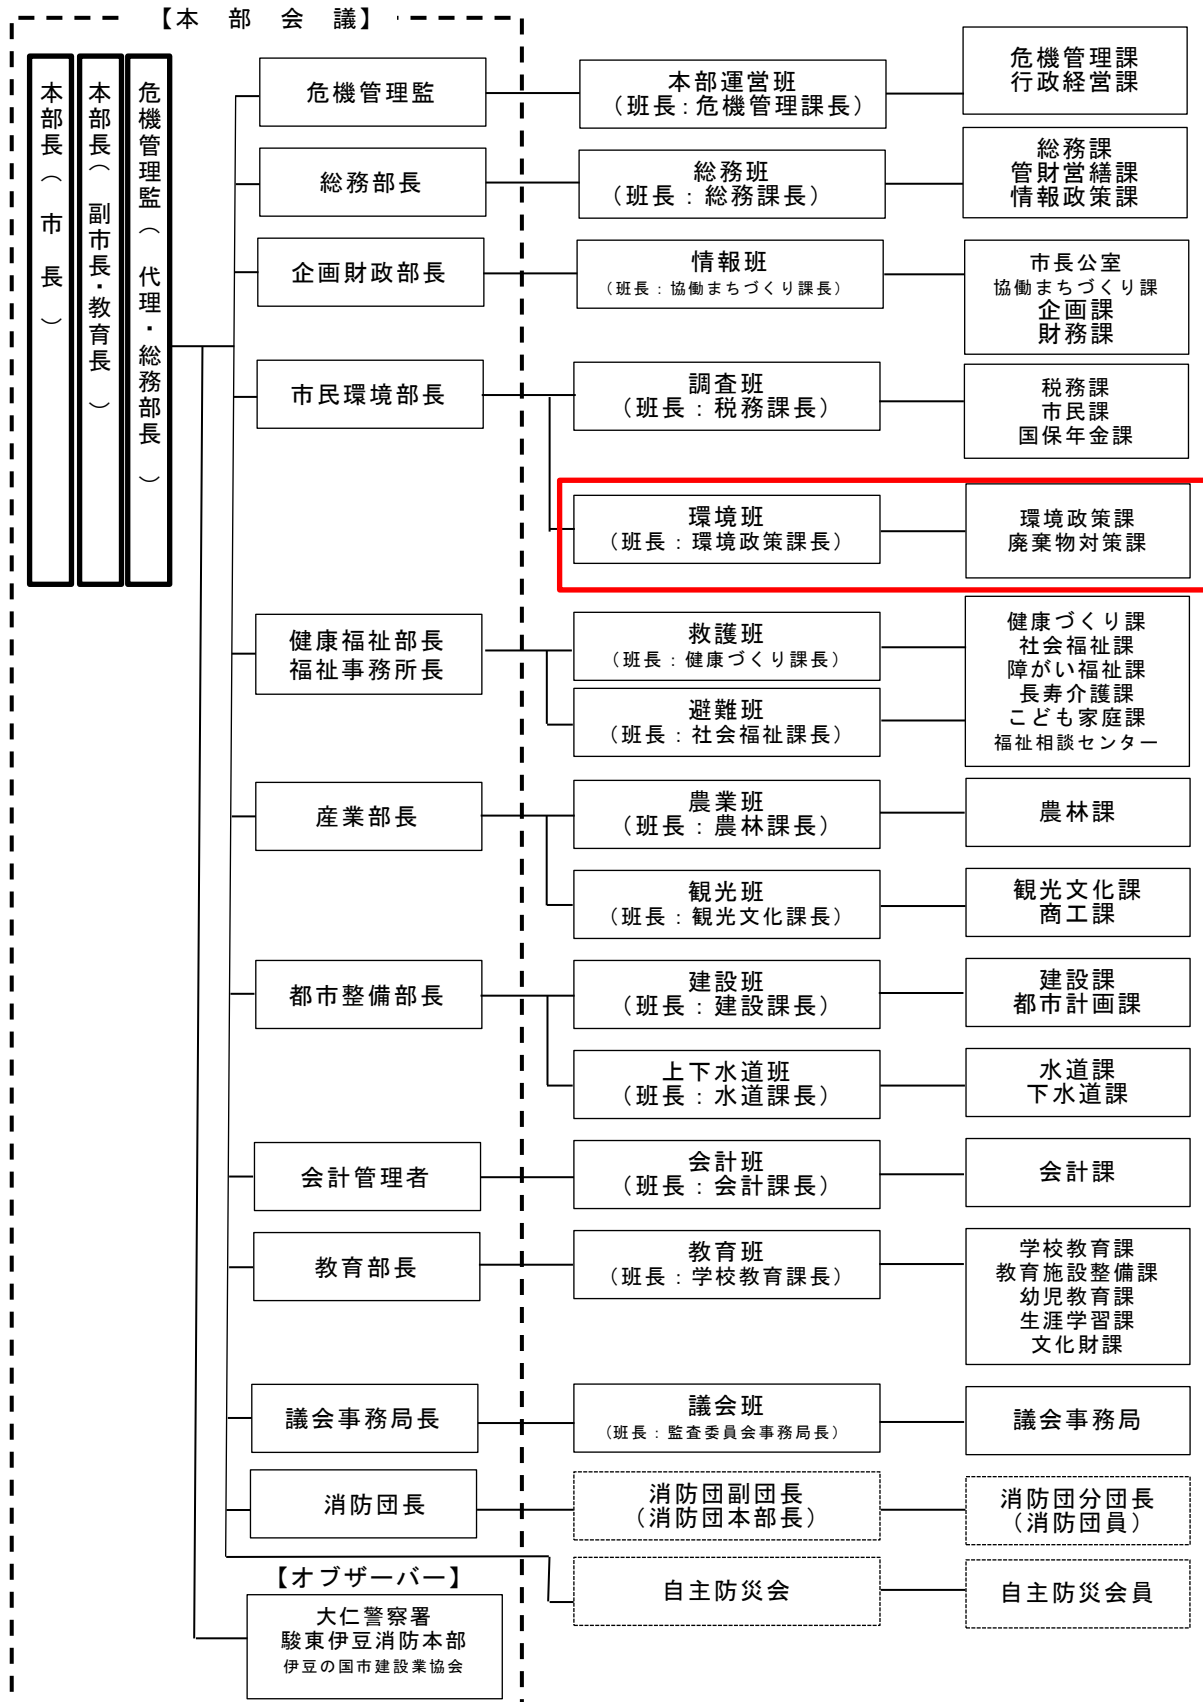 【本　部　会　議】
本部長（　市　長　）
本部長（　副市長・教育長　）
危機管理監（　代理・総務部長　）
危機管理監
本部運営班
（班長：危機管理課長）
危機管理課
行政経営課
総務部長
総務班
（班長：総務課長）
総務課
管財営繕課
情報政策課
企画財政部長
情報班
（班長：協働まちづくり課長）
市長公室
協働まちづくり課
企画課
財務課
市民環境部長
調査班
（班長：税務課長）
税務課
市民課
国保年金課
環境班
（班長：環境政策課長）
環境政策課
廃棄物対策課
健康福祉部長
福祉事務所長
救護班
（班長：健康づくり課長）
避難班
（班長：社会福祉課長）
健康づくり課
社会福祉課
障がい福祉課
長寿介護課
こども家庭課
福祉相談センター
産業部長
農業班
（班長：農林課長）
農林課
観光班
（班長：観光文化課長）
観光文化課
商工課
都市整備部長
建設班
（班長：建設課長）
建設課
都市計画課
上下水道班
（班長：水道課長）
水道課
下水道課
会計管理者
会計班
（班長：会計課長）
会計課
教育部長
教育班
（班長：学校教育課長）
学校教育課
教育施設整備課
幼児教育課
生涯学習課
文化財課
議会事務局長
議会班
（班長：監査委員会事務局長）
議会事務局
消防団長
消防団副団長
（消防団本部長）
消防団分団長
（消防団員）
自主防災会
自主防災会員
【オブザーバー】
大仁警察署
駿東伊豆消防本部
伊豆の国市建設業協会